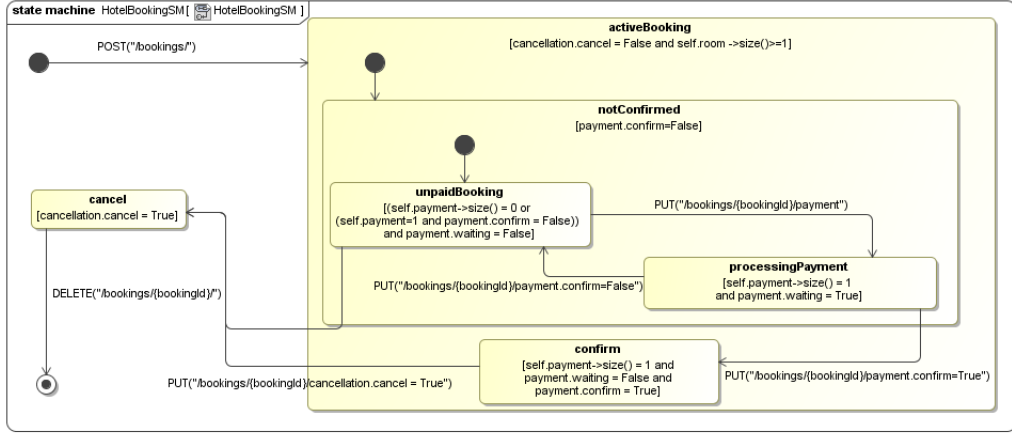 state machine HotelBookingSM[ HotelBookingSM ]
activeBooking
[cancellation.cancel = False and self.room ->size()>=1]
POST("/bookings/")
notConfirmed
[payment.confirm=False]
unpaidBooking
[(self.payment->size() = 0 or
(self.payment=1 and payment.confirm = False))
and payment.waiting = False]
cancel
[cancellation.cancel = True]
PUT("/bookings/{bookingId}/payment")
processingPayment
[self.payment->size() = 1
and payment.waiting = True]
PUT("/bookings/{bookingId}/payment.confirm=False")
DELETE("/bookings/{bookingId}/")
confirm
[self.payment->size() = 1 and
payment.waiting = False and
payment.confirm = True]
PUT("/bookings/{bookingId}/payment.confirm=True")
PUT("/bookings/{bookingId}/cancellation.cancel = True")